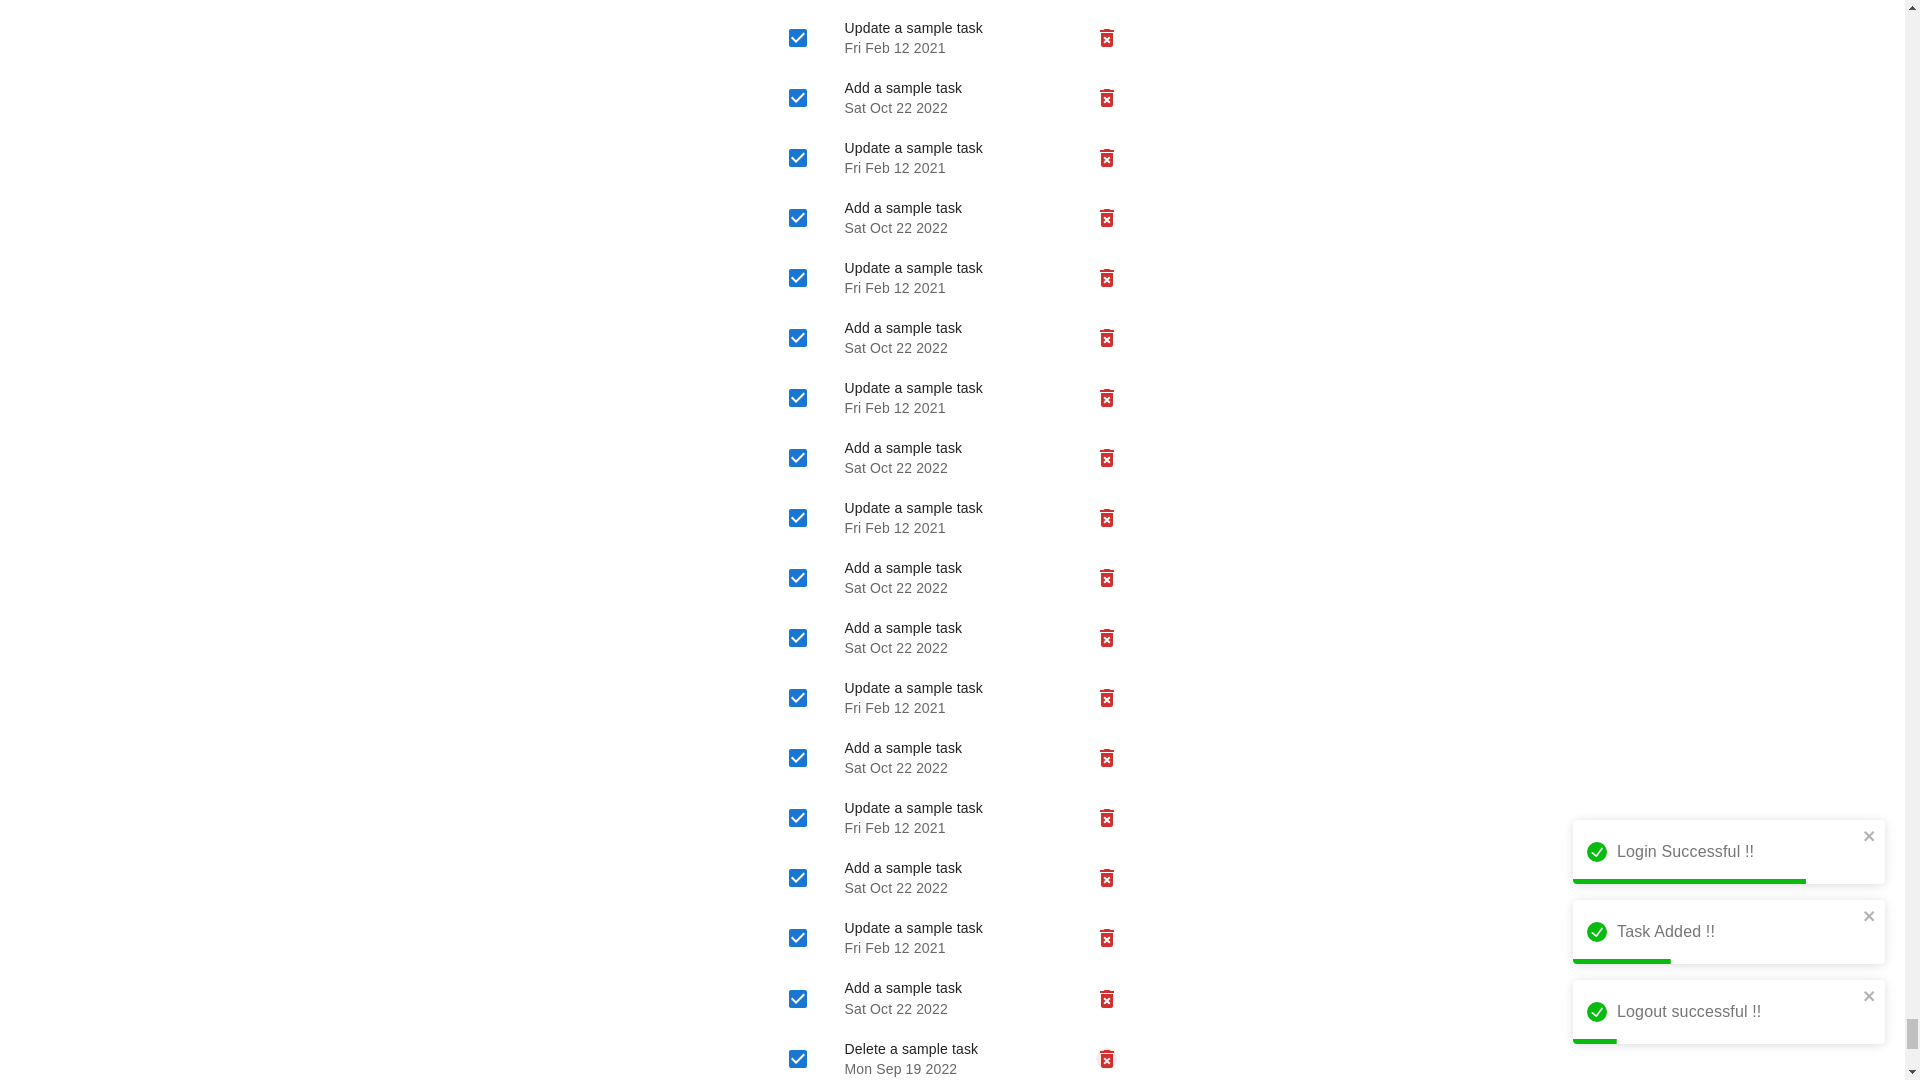 Update a sample task
Fri Feb 12 2021
Add a sample task
Sat Oct 22 2022
Update a sample task
Fri Feb 12 2021
Add a sample task
Sat Oct 22 2022
Update a sample task
Fri Feb 12 2021
Add a sample task
Sat Oct 22 2022
Update a sample task
Fri Feb 12 2021
Add a sample task
Sat Oct 22 2022
Update a sample task
Fri Feb 12 2021
Add a sample task
Sat Oct 22 2022
Add a sample task
Sat Oct 22 2022
Update a sample task
Fri Feb 12 2021
Add a sample task
Sat Oct 22 2022
Update a sample task
Fri Feb 12 2021
Add a sample task
Sat Oct 22 2022
Update a sample task
Fri Feb 12 2021
Add a sample task
Sat Oct 22 2022
Delete a sample task
Mon Sep 19 2022
Login Successful !!
Task Added !!
Logout successful !!